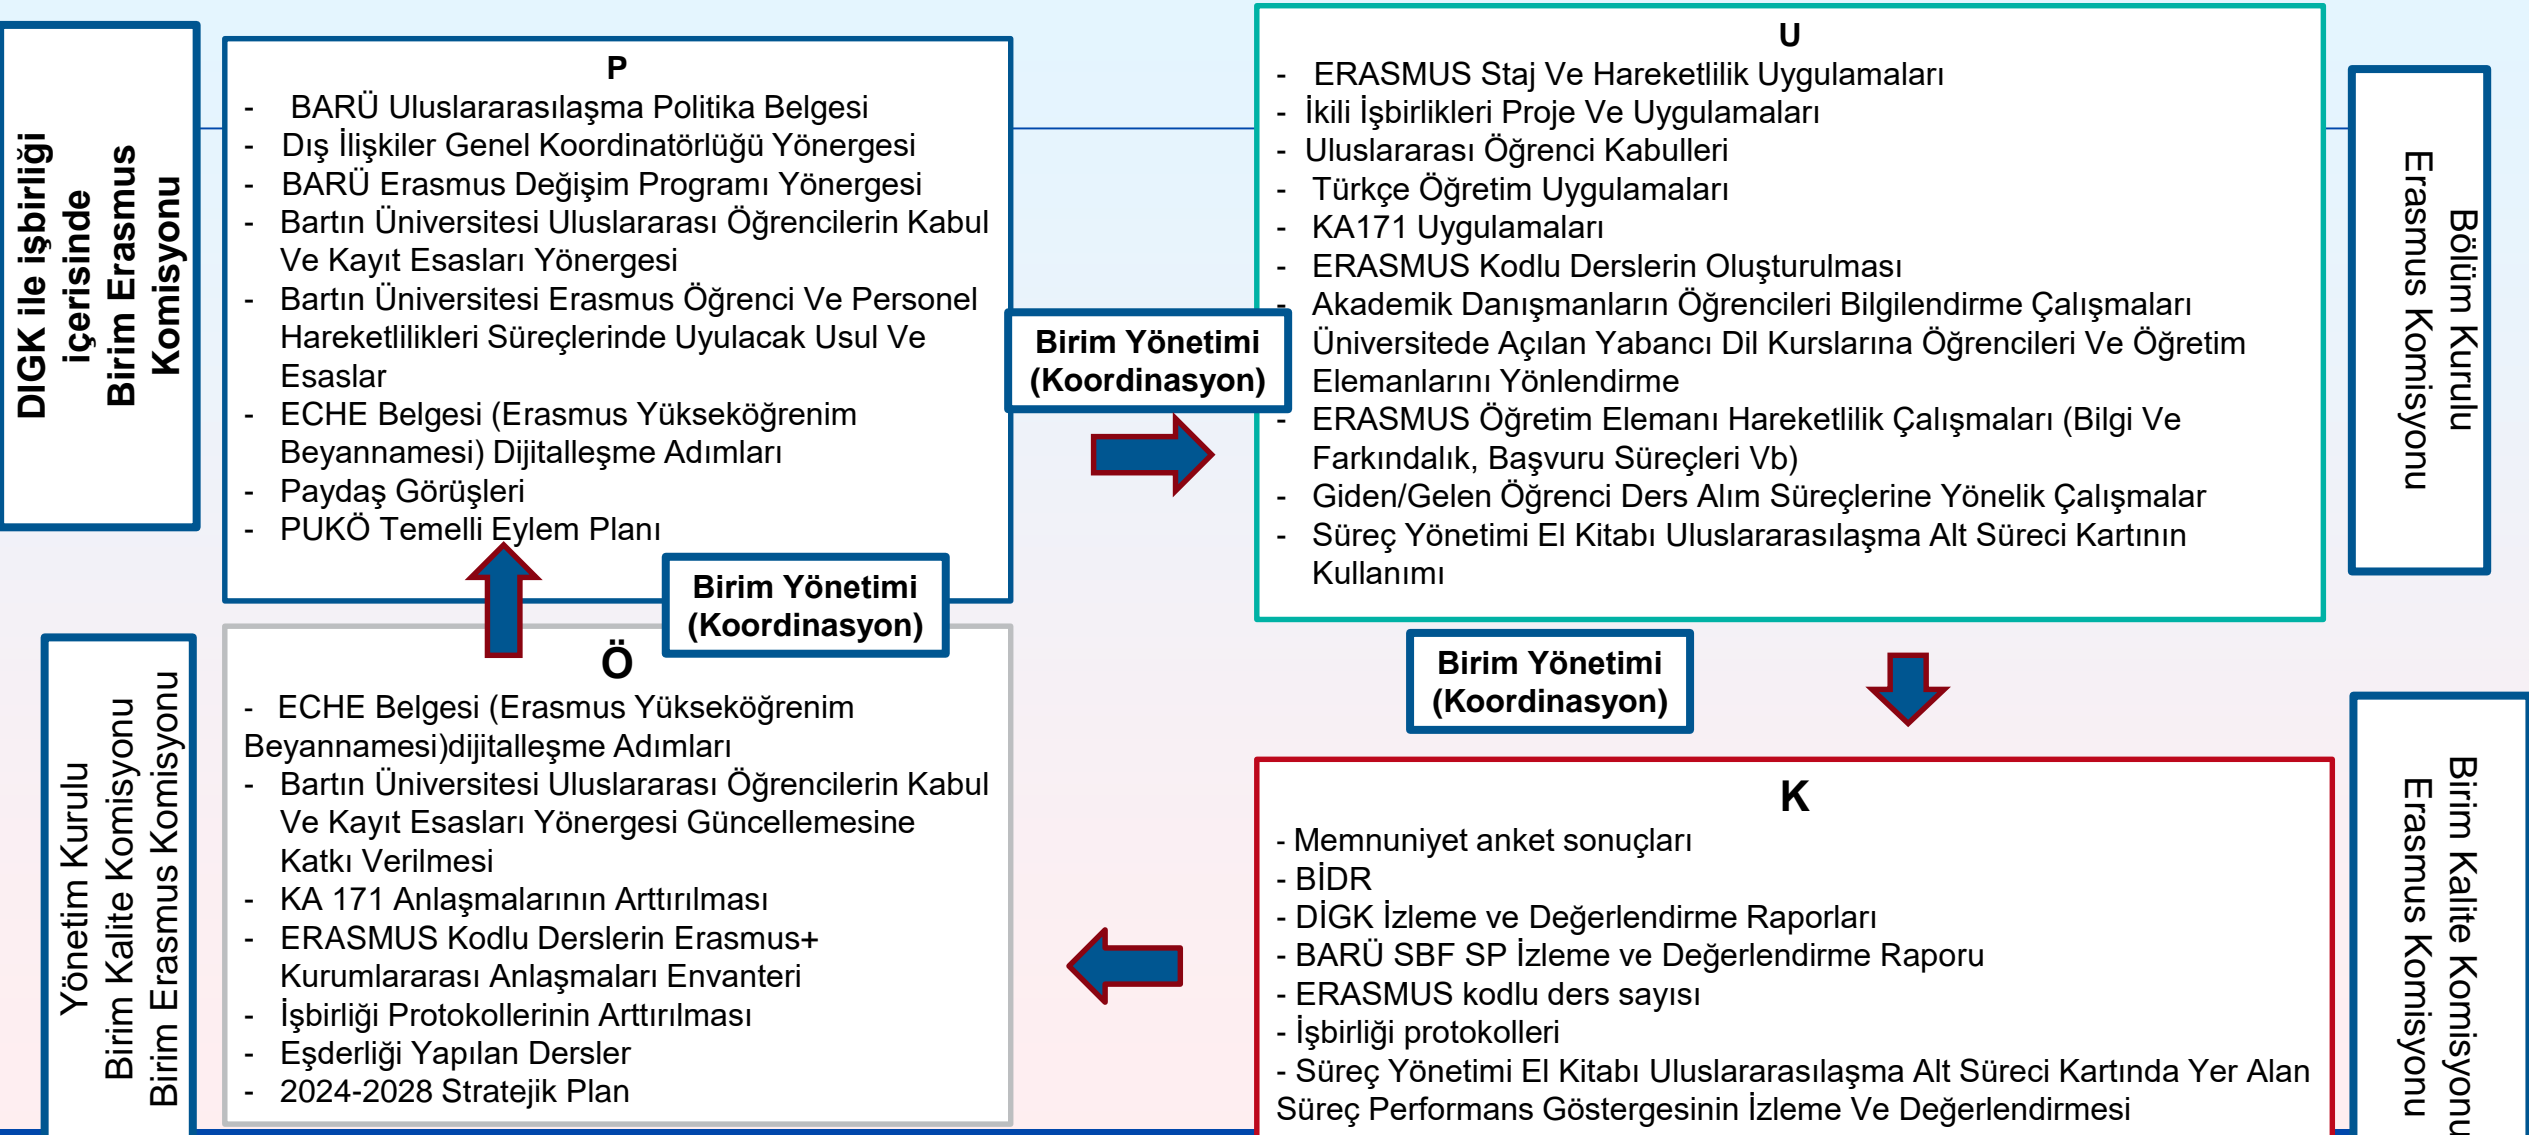 DIGK ile işbirliği
içerisinde
Birim Erasmus
Komisyonu
P
- BARÜ Uluslararasılaşma Politika Belgesi
- Dış İlişkiler Genel Koordinatörlüğü Yönergesi
- BARÜ Erasmus Değişim Programı Yönergesi
- Bartın Üniversitesi Uluslararası Öğrencilerin Kabul
Ve Kayıt Esasları Yönergesi
- Bartın Üniversitesi Erasmus Öğrenci Ve Personel
Hareketlilikleri Süreçlerinde Uyulacak Usul Ve
Esaslar
- ECHE Belgesi (Erasmus Yükseköğrenim
Beyannamesi) Dijitalleşme Adımları
- Paydaş Görüşleri
- PUKÖ Temelli Eylem Planı
Birim Yönetimi
(Koordinasyon)
U
- ERASMUS Staj Ve Hareketlilik Uygulamaları
- İkili İşbirlikleri Proje Ve Uygulamaları
- Uluslararası Öğrenci Kabulleri
- Türkçe Öğretim Uygulamaları
- KA171 Uygulamaları
- ERASMUS Kodlu Derslerin Oluşturulması
- Akademik Danışmanların Öğrencileri Bilgilendirme Çalışmaları
Üniversitede Açılan Yabancı Dil Kurslarına Öğrencileri Ve Öğretim
Elemanlarını Yönlendirme
- ERASMUS Öğretim Elemanı Hareketlilik Çalışmaları (Bilgi Ve
Farkındalık, Başvuru Süreçleri Vb)
- Giden/Gelen Öğrenci Ders Alım Süreçlerine Yönelik Çalışmalar
- Süreç Yönetimi El Kitabı Uluslararasılaşma Alt Süreci Kartının
Kullanımı
Bölüm Kurulu
Erasmus Komisyonu
Birim Yönetimi
(Koordinasyon)
Birim Yönetimi
(Koordinasyon)
Yönetim Kurulu
Birim Kalite Komisyonu
Birim Erasmus Komisyonu
Ö
- ECHE Belgesi (Erasmus Yükseköğrenim
Beyannamesi)dijitalleşme Adımları
- Bartın Üniversitesi Uluslararası Öğrencilerin Kabul
Ve Kayıt Esasları Yönergesi Güncellemesine
Katkı Verilmesi
- KA 171 Anlaşmalarının Arttırılması
- ERASMUS Kodlu Derslerin Erasmus+
Kurumlararası Anlaşmaları Envanteri
- İşbirliği Protokollerinin Arttırılması
- Eşderliği Yapılan Dersler
- 2024-2028 Stratejik Plan
K
- Memnuniyet anket sonuçları
- BİDR
- DİGK İzleme ve Değerlendirme Raporları
- BARÜ SBF SP İzleme ve Değerlendirme Raporu
- ERASMUS kodlu ders sayısı
- İşbirliği protokolleri
- Süreç Yönetimi El Kitabı Uluslararasılaşma Alt Süreci Kartında Yer Alan
Süreç Performans Göstergesinin İzleme Ve Değerlendirmesi
Birim Kalite Komisyonu
Erasmus Komisyonu